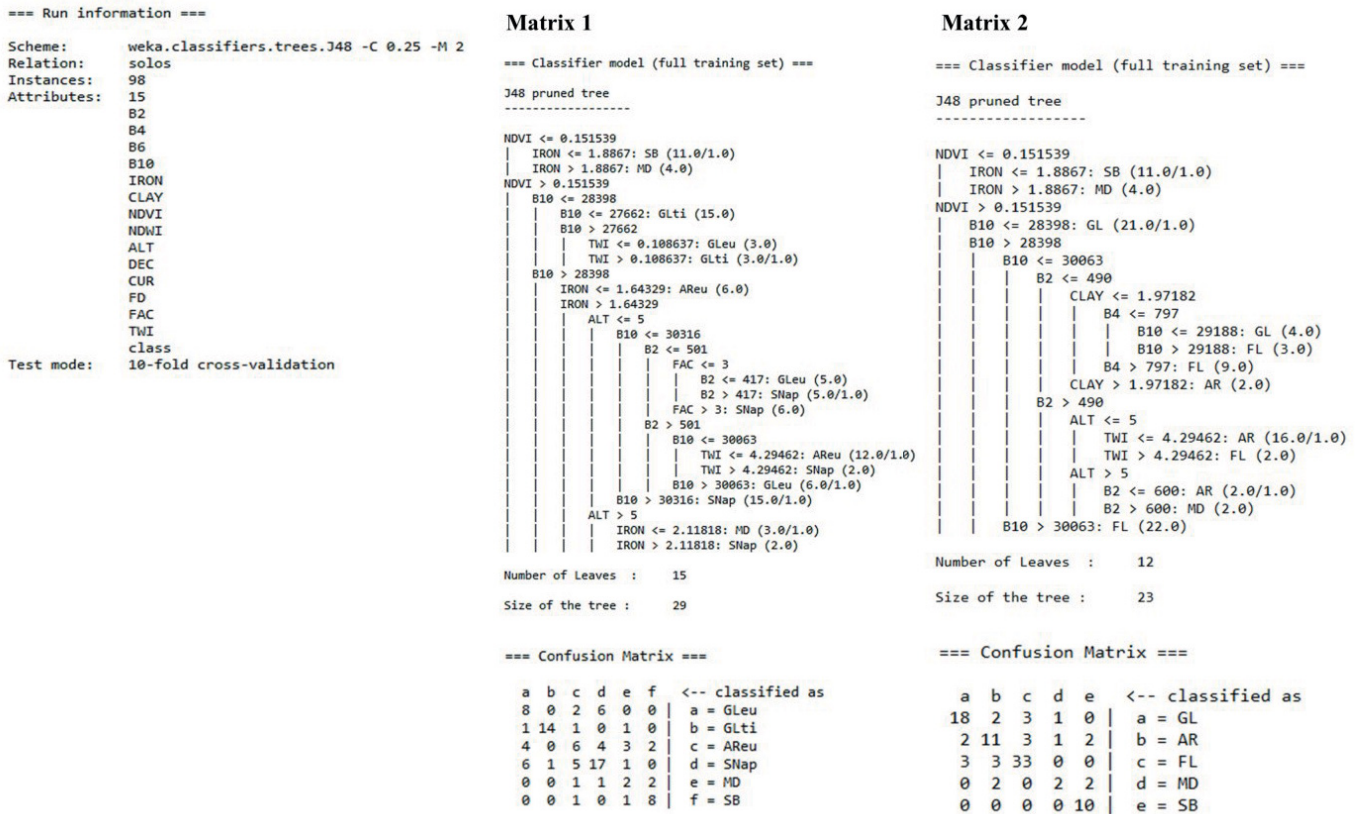 === Run information ===
Scheme: weka.classifiers.trees.J48 -C 0.25 -M 2
Relation: solos
Instances: 98
Attributes: 15
B2
B4
B6
B10
IRON
CLAY
NDVI
NDWI
ALT
DEC
CUR
FD
FAC
TWI
class
Test mode: 10-fold cross-validation
Matrix 1
=== Classifier model (full training set) ===
J48 pruned tree
------------------
NDVI <= 0.151539
| IRON <= 1.8867: SB (11.0/1.0)
| IRON > 1.8867: MD (4.0)
NDVI > 0.151539
| B10 <= 28398
| | B10 <= 27662: GLti (15.0)
| | B10 > 27662
| | | TWI <= 0.108637: GLeu (3.0)
| | | TWI > 0.108637: GLti (3.0/1.0)
| B10 > 28398
| | IRON <= 1.64329: AReu (6.0)
| | IRON > 1.64329
| | | ALT <= 5
| | | | B10 <= 30316
| | | | | B2 <= 501
| | | | | | FAC <= 3
| | | | | | | B2 <= 417: GLeu (5.0)
| | | | | | | B2 > 417: SNap (5.0/1.0)
| | | | | | FAC > 3: SNap (6.0)
| | | | | B2 > 501
| | | | | | B10 <= 30063
| | | | | | | TWI <= 4.29462: AReu (12.0/1.0)
| | | | | | | TWI > 4.29462: SNap (2.0)
| | | | | | B10 > 30063: GLeu (6.0/1.0)
| | | | B10 > 30316: SNap (15.0/1.0)
| | | ALT > 5
| | | | IRON <= 2.11818: MD (3.0/1.0)
| | | | IRON > 2.11818: SNap (2.0)
Number of Leaves : 15
Size of the tree : 29
=== Confusion Matrix ===
a b c d e f <-- classified as
8 0 2 6 0 0 | a = GLeu
1 14 1 0 1 0 | b = GLti
4 0 6 4 3 2 | c = AReu
6 1 5 17 1 0 | d = SNap
0 0 1 1 2 2 | e = MD
0 0 1 0 1 8 | f = SB
Matrix 2
=== Classifier model (full training set) ===
J48 pruned tree
------------------
NDVI <= 0.151539
| IRON <= 1.8867: SB (11.0/1.0)
| IRON > 1.8867: MD (4.0)
NDVI > 0.151539
| B10 <= 28398: GL (21.0/1.0)
| B10 > 28398
| | B10 <= 30063
| | | B2 <= 490
| | | | CLAY <= 1.97182
| | | | | B4 <= 797
| | | | | | B10 <= 29188: GL (4.0)
| | | | | | B10 > 29188: FL (3.0)
| | | | | B4 > 797: FL (9.0)
| | | | CLAY > 1.97182: AR (2.0)
| | | B2 > 490
| | | | ALT <= 5
| | | | | TWI <= 4.29462: AR (16.0/1.0)
| | | | | TWI > 4.29462: FL (2.0)
| | | | ALT > 5
| | | | | B2 <= 600: AR (2.0/1.0)
| | | | | B2 > 600: MD (2.0)
| | B10 > 30063: FL (22.0)
Number of Leaves : 12
Size of the tree : 23
=== Confusion Matrix ===
a b c d e <-- classified as
18 2 3 1 0 | a = GL
2 11 3 1 2 | b = AR
3 3 33 0 0 | c = FL
0 2 0 2 2 | d = MD
0 0 0 0 10 | e = SB